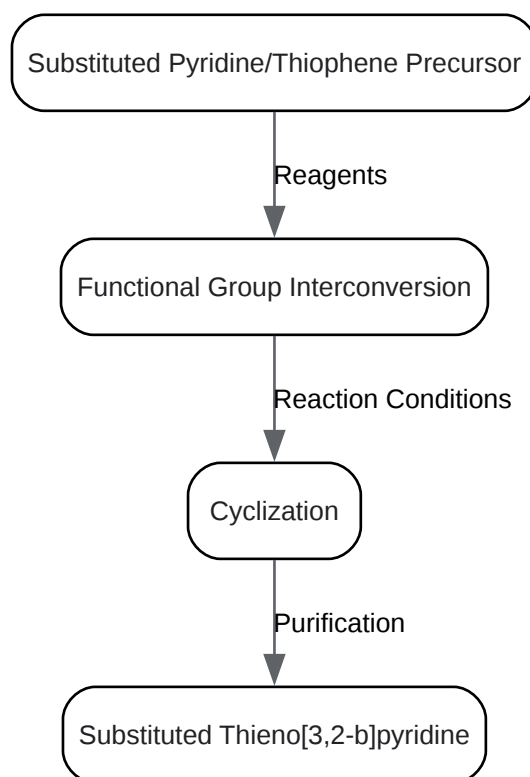 Substituted Pyridine/Thiophene Precursor
Reagents
Functional Group Interconversion
Reaction Conditions
Cyclization
Purification
Substituted Thieno[3,2-b]pyridine